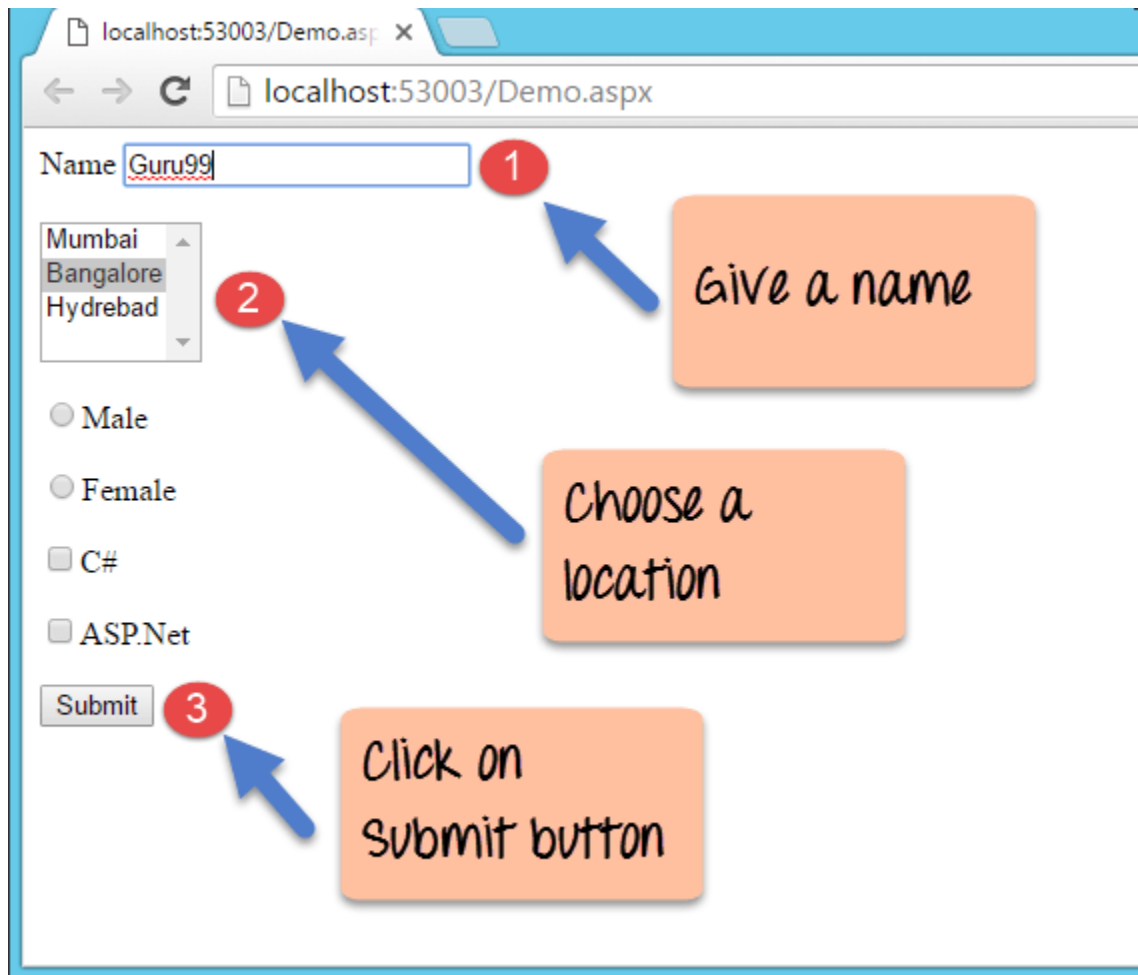 localhost:53003/Demo.asp
localhost:53003/Demo.aspx
Name Guru99
1
Give a name
Mumbai
Bangalore
Hydrebad
2
Male
Choose a
location
Female
C#
ASP.Net
Submit
3
Click on
Submit button